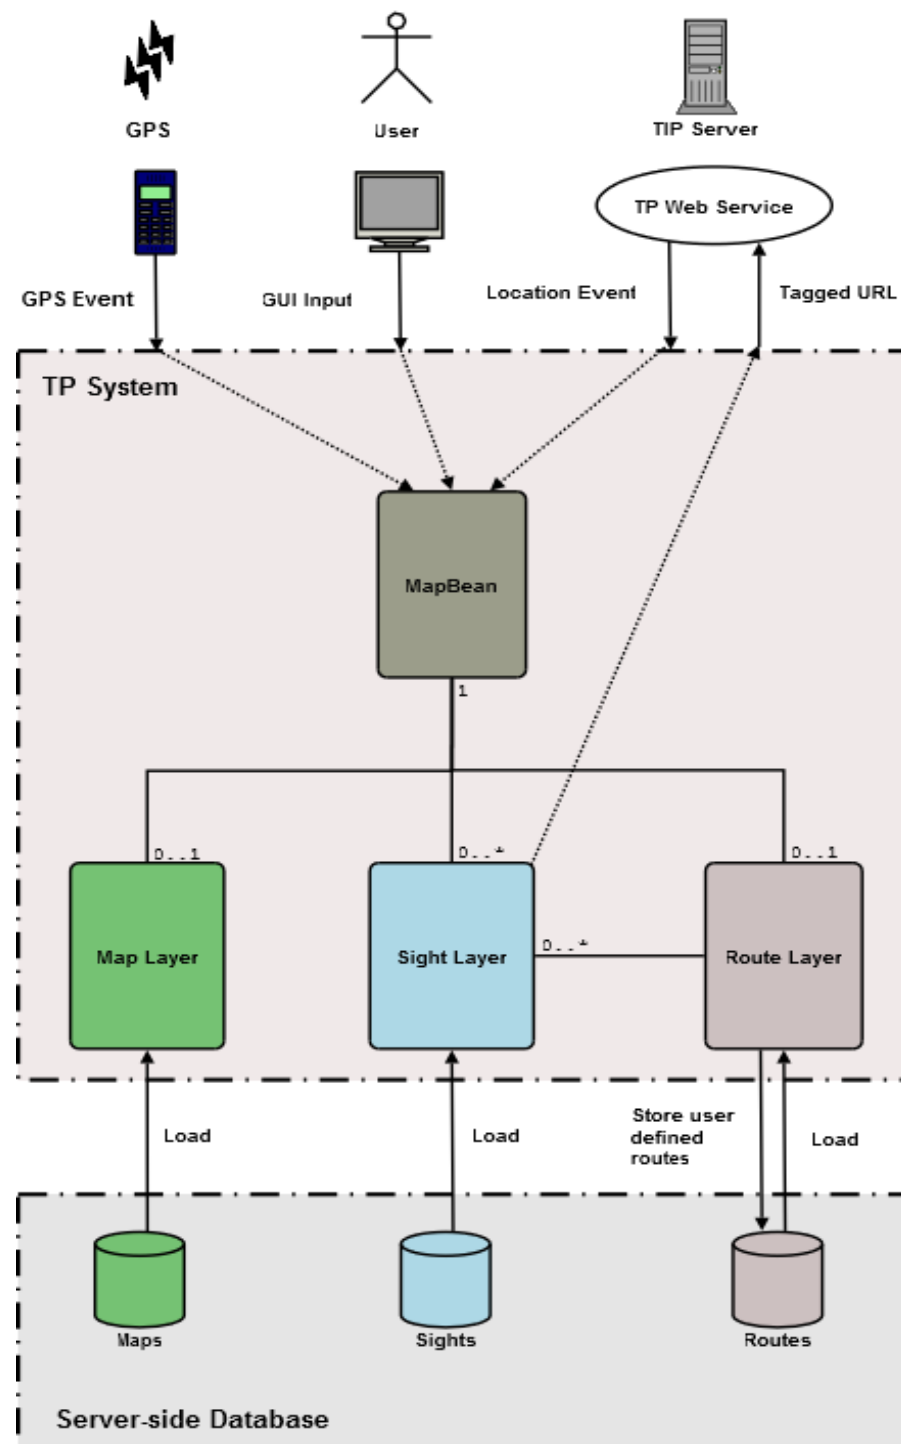 GPS
User
TIP Server
TP Web Service
GPS Event
GUI Input
Location Event
Tagged URL
TP System
MapBean
1
0..1
0..*
0..1
Map Layer
Sight Layer
0..*
Route Layer
Load
Load
Store user
defined
routes
Load
Maps
Sights
Routes
Server-side Database